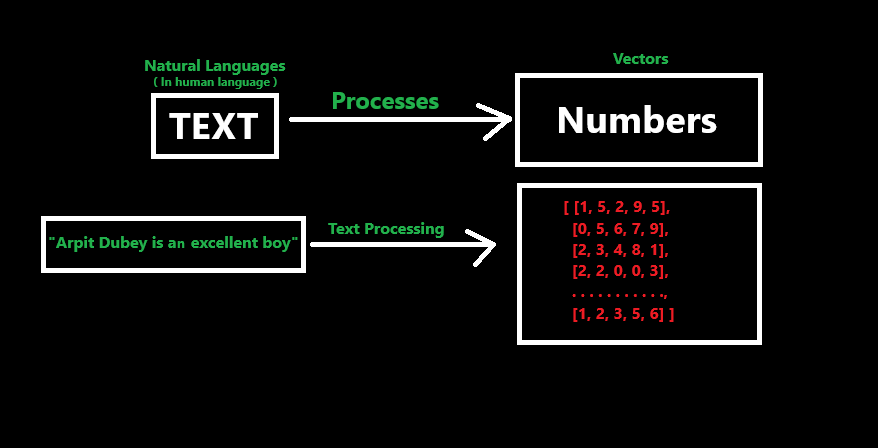 Natural Languages
( In human language )
TEXT
Processes
Vectors
Numbers
"Arpit Dubey is an excellent boy"
Text Processing
[ [1, 5, 2, 9, 5],
[0, 5, 6, 7, 9],
[2, 3, 4, 8, 1],
[2, 2, 0, 0, 3],
. . . . . . . . . . .,
[1, 2, 3, 5, 6] ]